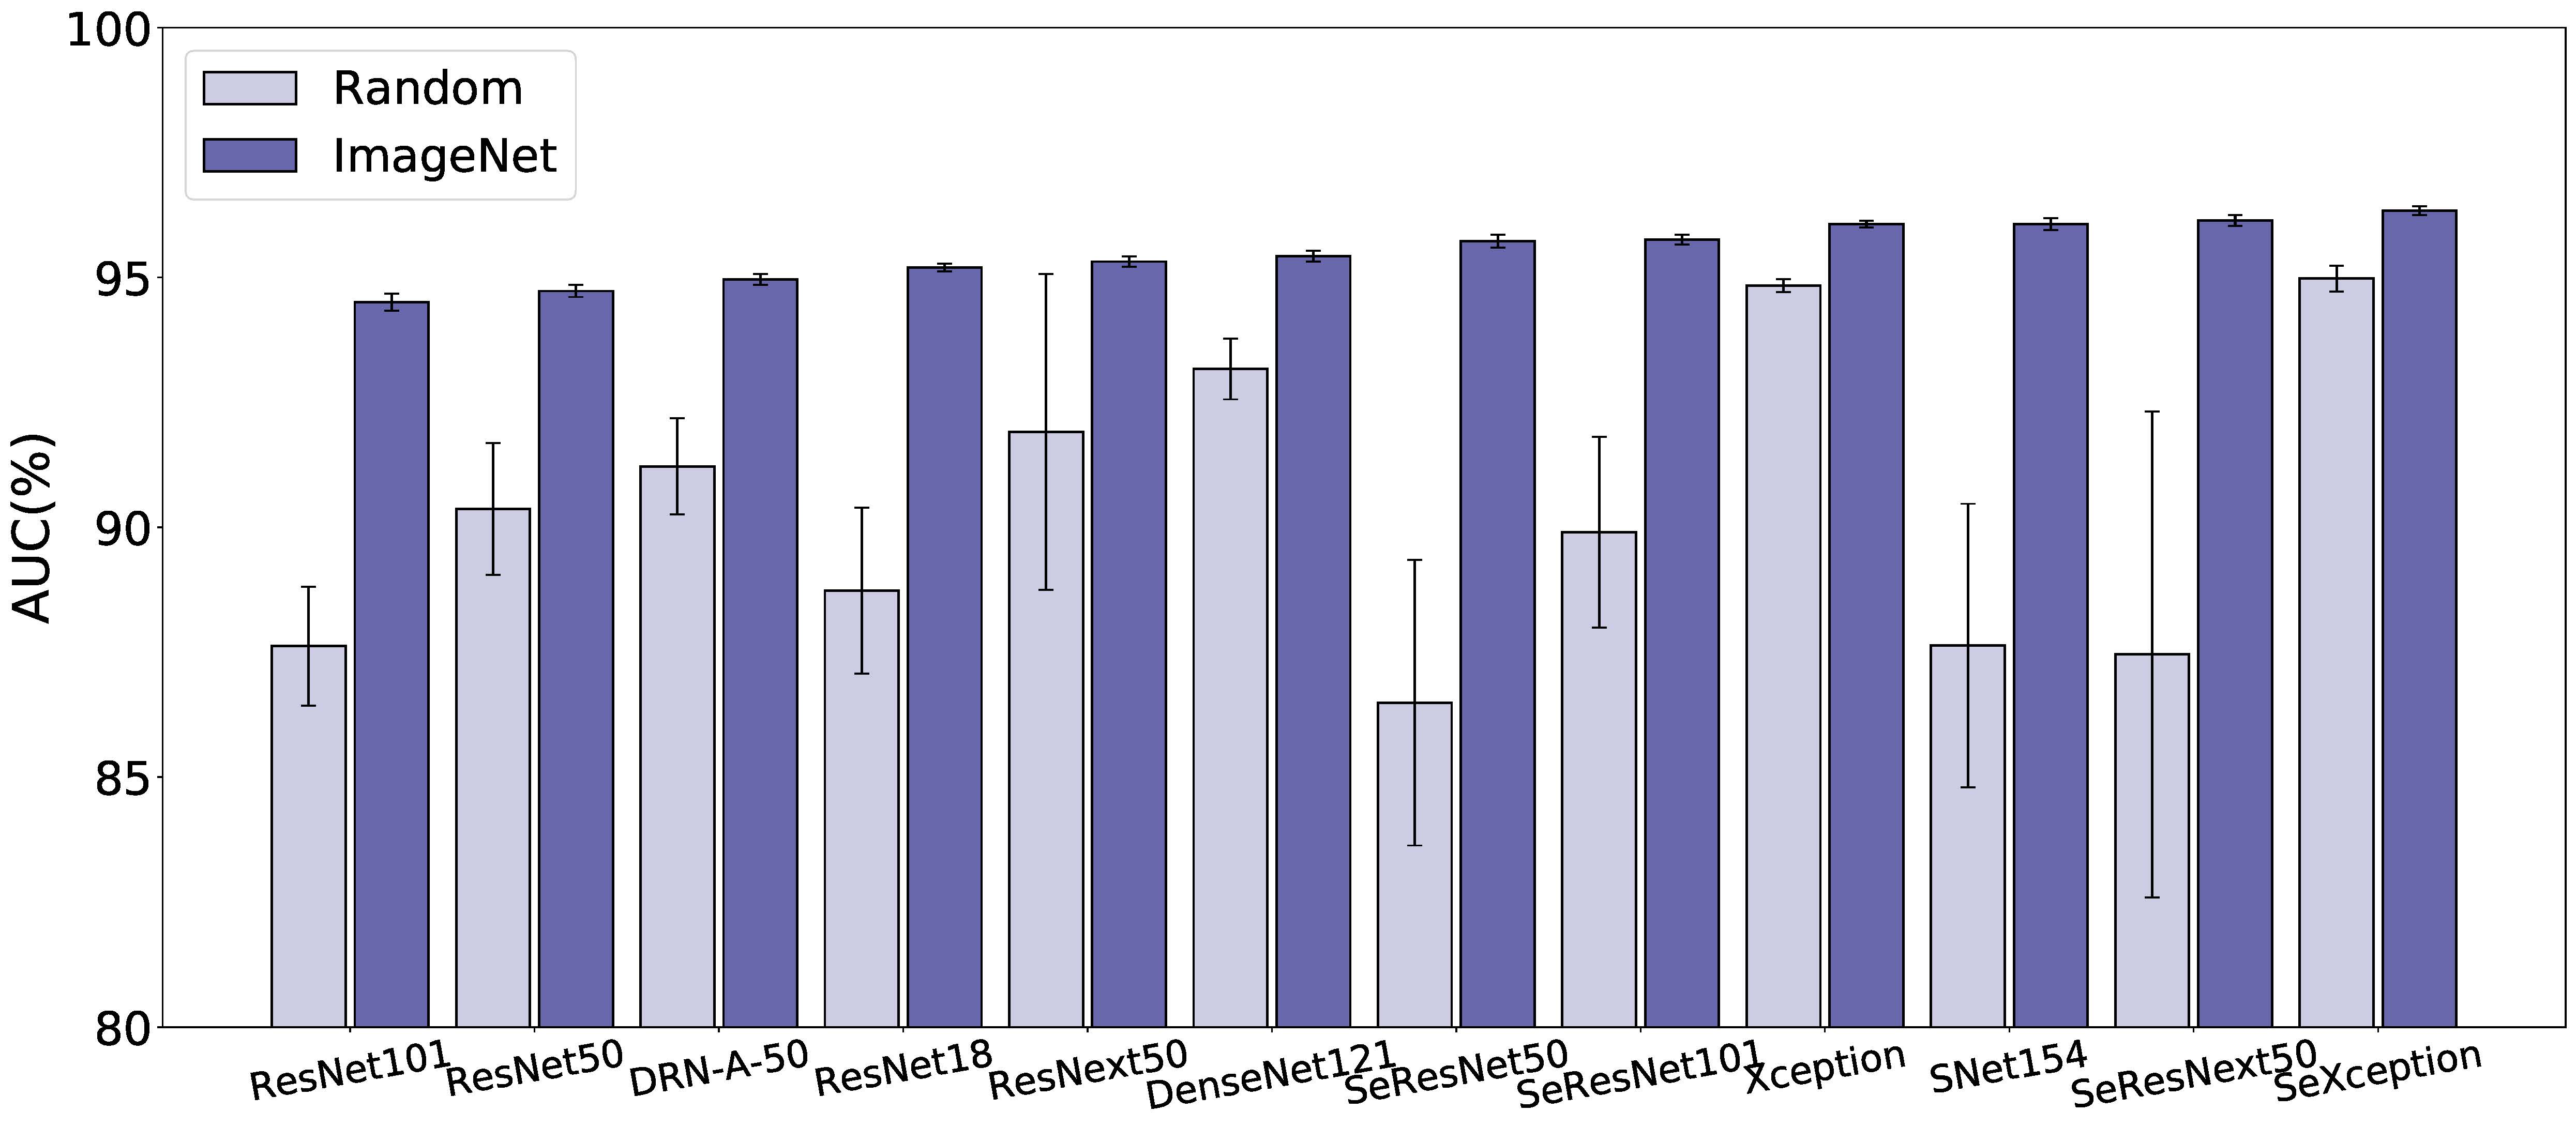 100
95
90
85
80
AUC(%)
Random
ImageNet
ResNet101
ResNet50
DRN-A-50
ResNet18
ResNext50
DenseNet121
SeResNet50
SeResNet101
Xception
SNet154
SeResNext50
SeXception